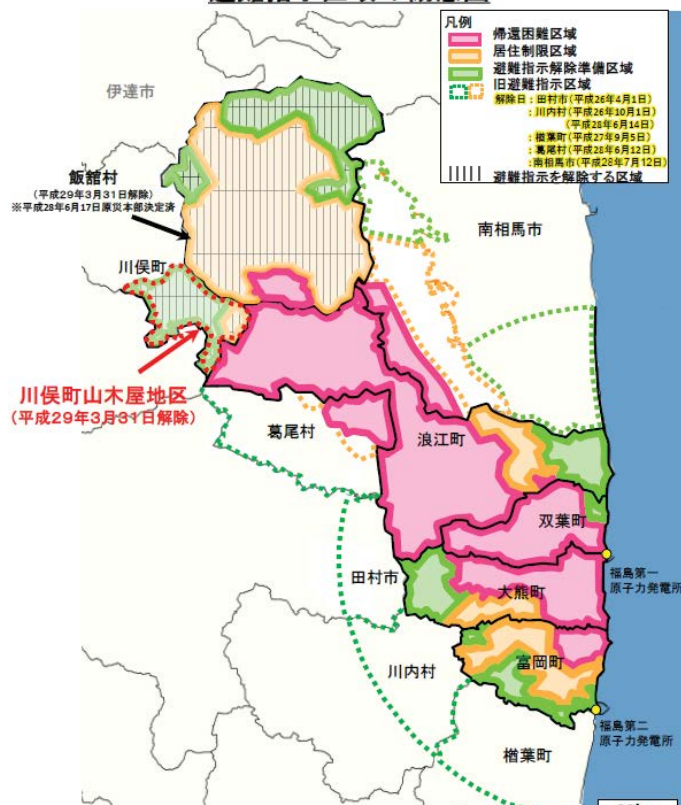 凡例
帰還困難区域
居住制限区域
避難指示解除準備区域
旧避難指示区域
解除日:田村市(平成26年4月1日)
:川内村(平成26年10月1日)
(平成28年6月14日)
:楢葉町(平成27年9月5日)
:葛尾村(平成28年6月12日)
:南相馬市(平成28年7月12日)
避難指示を解除する区域
伊達市
飯舘村
(平成29年3月31日解除)
※平成28年6月17日原災本部決定済
南相馬市
川俣町
川俣町山木屋地区
(平成29年3月31日解除)
葛尾村
浪江町
双葉町
福島第一
原子力発電所
田村市
大熊町
富岡町
川内村
福島第二
原子力発電所
楢葉町